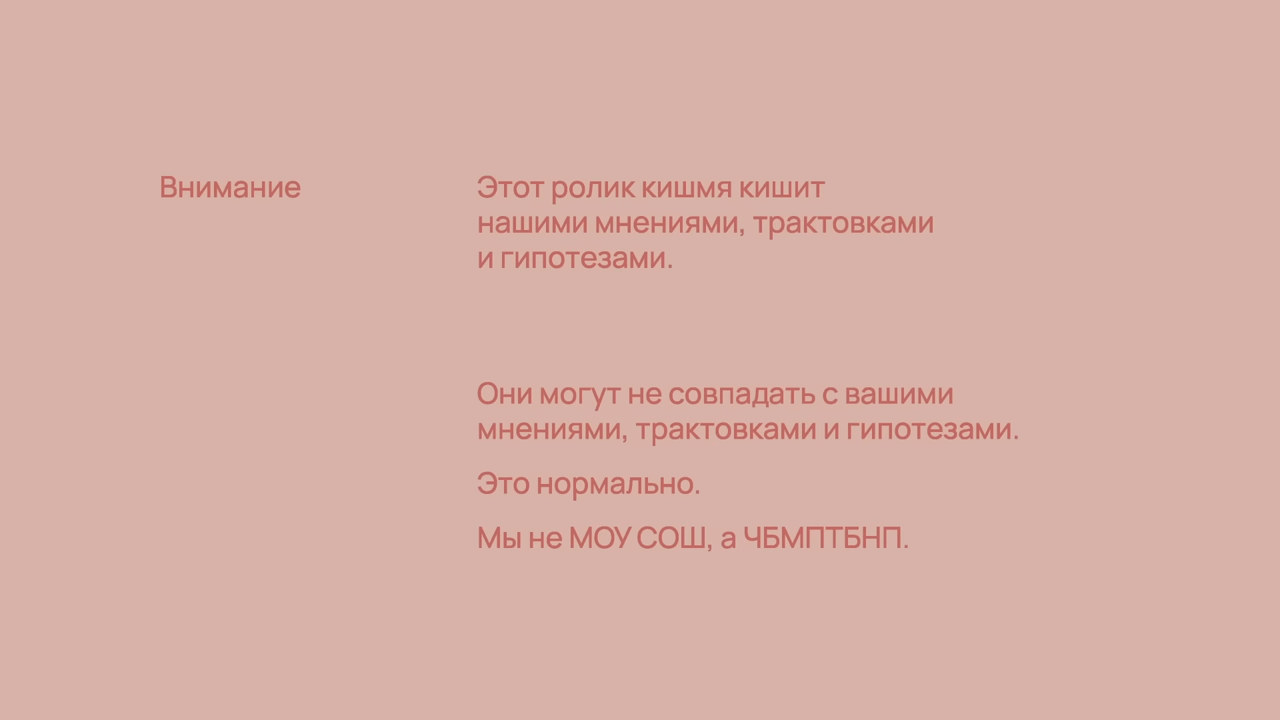 Внимание
Этот ролик кишмя кишит
нашими мнениями, трактовками
и гипотезами.
Они могут не совпадать с вашими
мнениями, трактовками и гипотезами.
Это нормально.
Мы не МОУ СОШ, а ЧБМПТБНП.